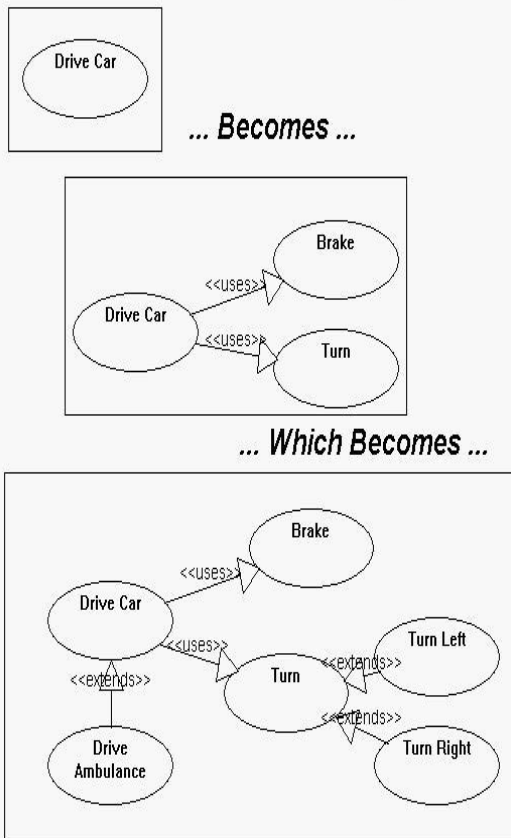 Drive Car
... Becomes ...
Brake
<<uses>>
Drive Car
<<uses>>
Turn
... Which Becomes ...
Brake
<<uses>>
Drive Car
<<uses>>
Turn Left
<<extends>>
Turn
<<extends>>
<<extends>>
Drive
Ambulance
Turn Right